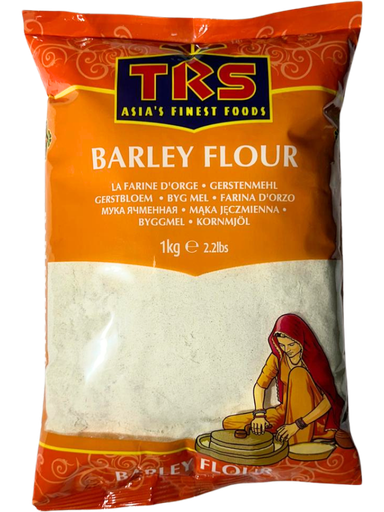 TRS
ASIA'S FINEST FOODS
BARLEY FLOUR
LA FARINE D'ORGE • GERSTENMEHL
GERSTBLOEM • BYG MEL • FARINA D'ORZO
МУКА ЯЧМЕННАЯ • MĄKA JĘCZMIENNA •
BYGGMEL • KORNMJÖL
1kg ℮ 2.2lbs
BARLEY FLOUR